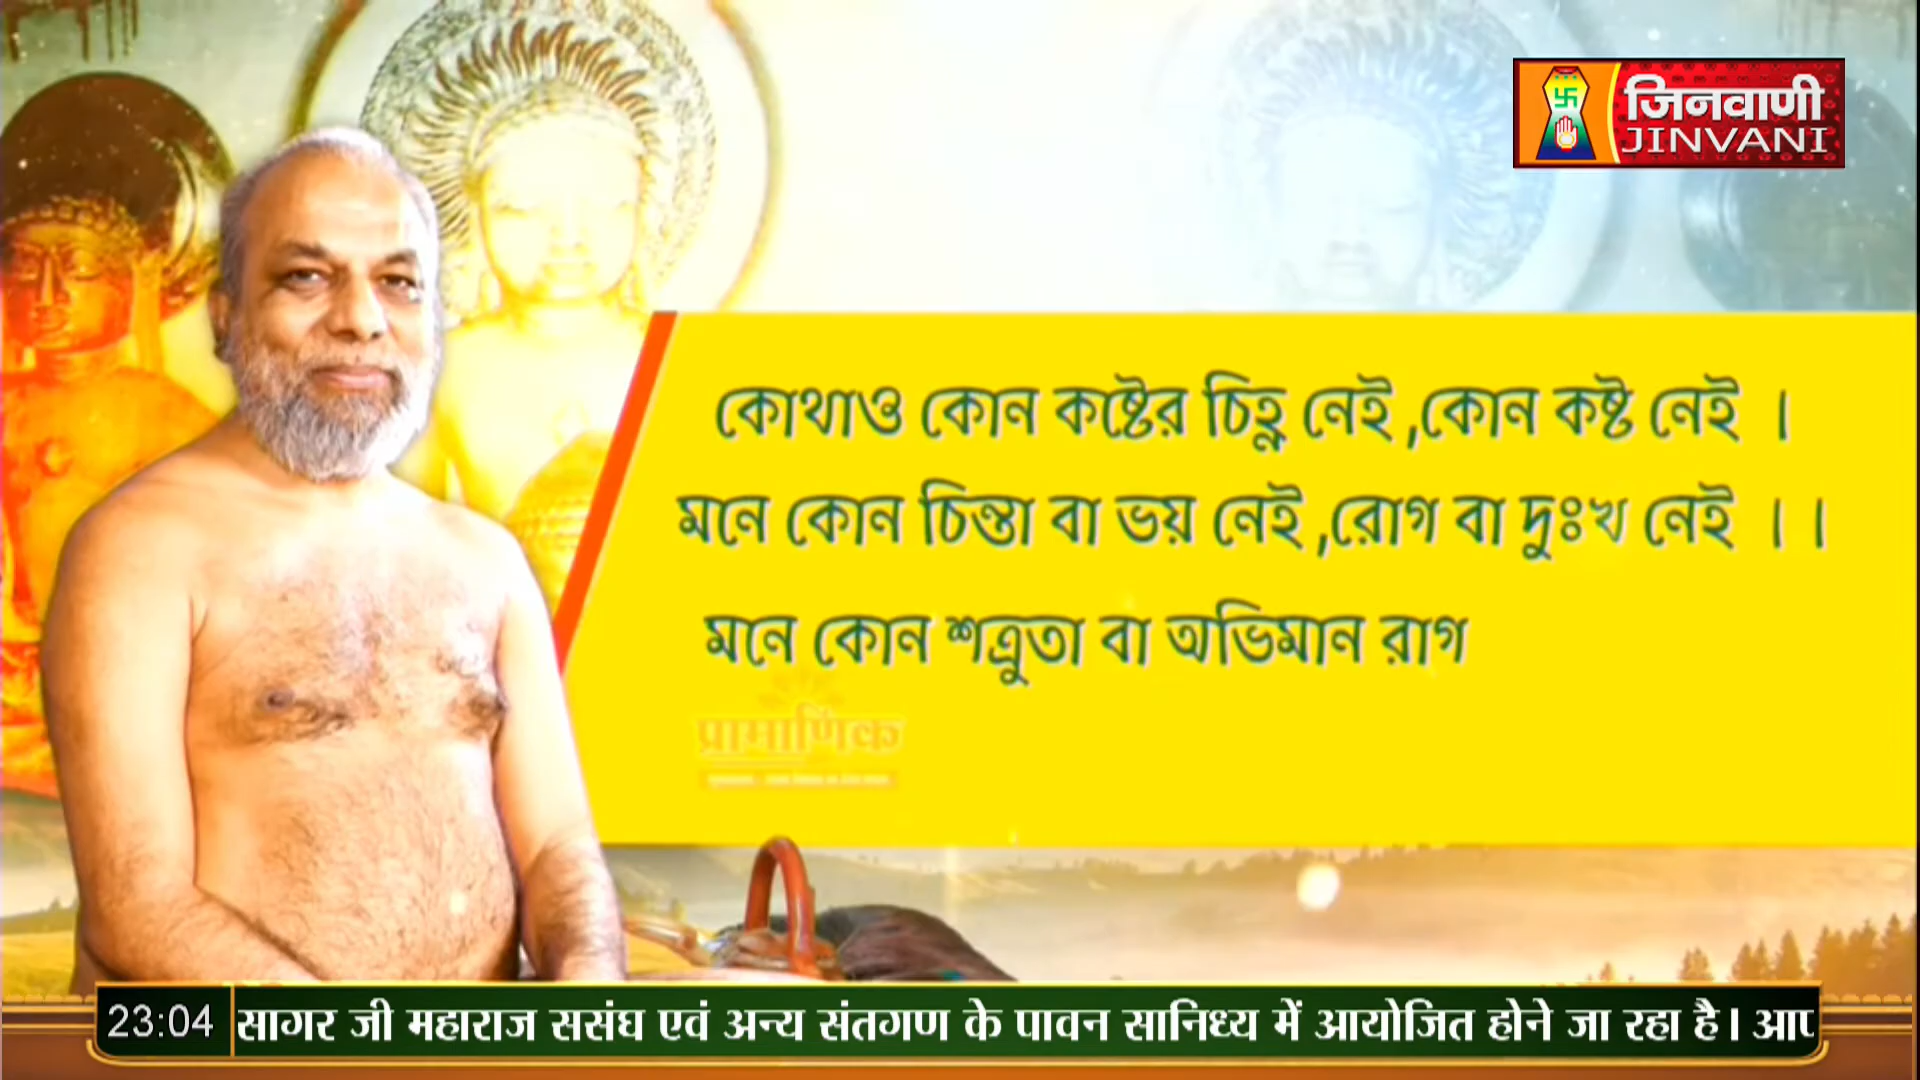 जिनवाणी
JINVANI
কোথাও কোন কষ্টের চিহ্ন নেই ,কোন কষ্ট নেই ।
মনে কোন চিন্তা বা ভয় নেই ,রোগ বা দুঃখ নেই । ।
মনে কোন শত্রুতা বা অভিমান রাগ
प्रामाणिक
23:04 सागर जी महाराज ससंघ एवं अन्य संतगण के पावन सानिध्य में आयोजित होने जा रहा है। आप